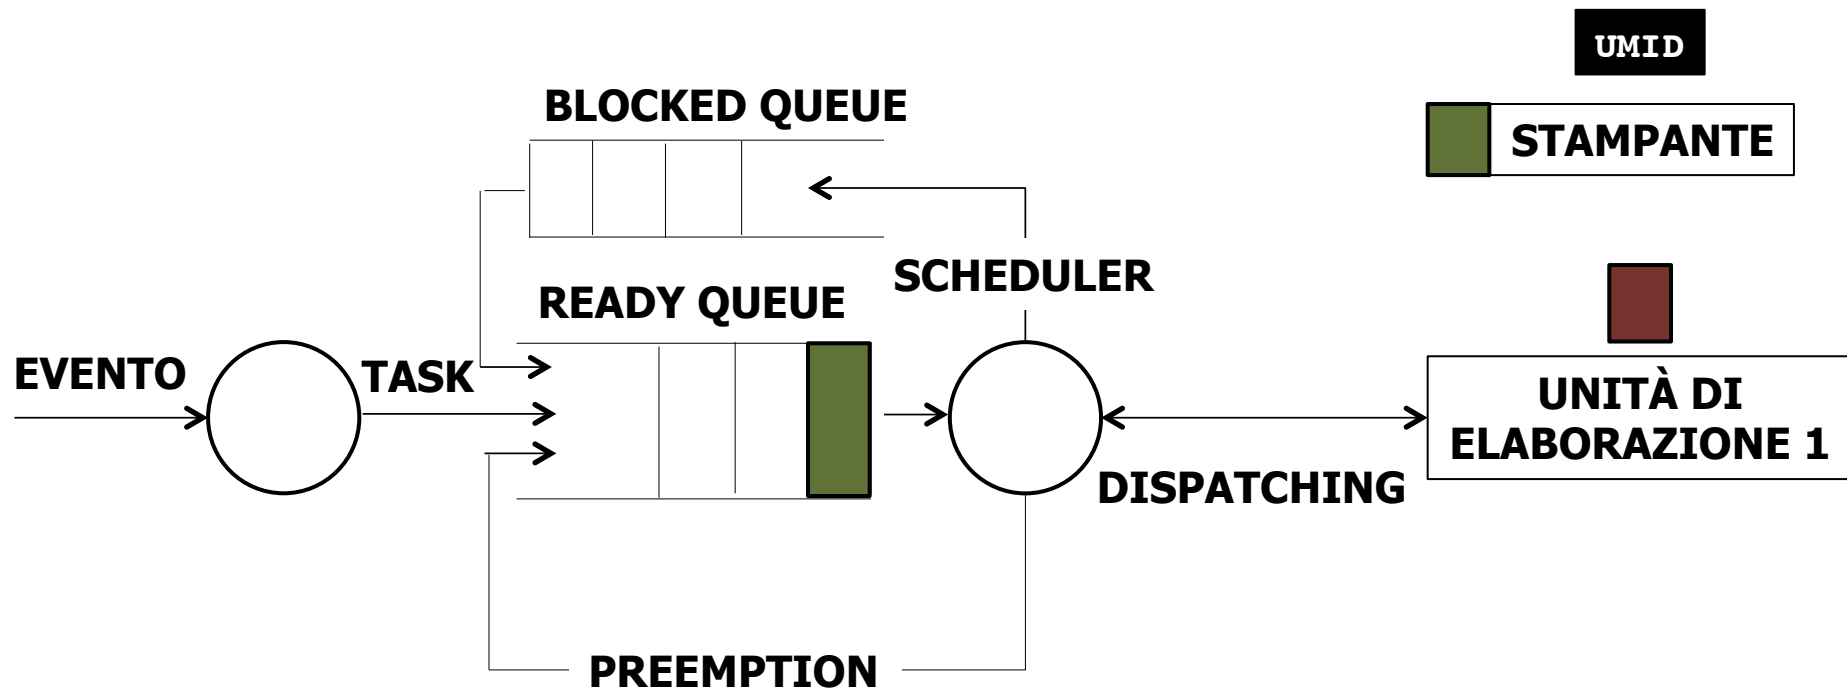 UMID
BLOCKED QUEUE
STAMPANTE
SCHEDULER
READY QUEUE
EVENTO
TASK
UNITÀ DI
ELABORAZIONE 1
DISPATCHING
PREEMPTION